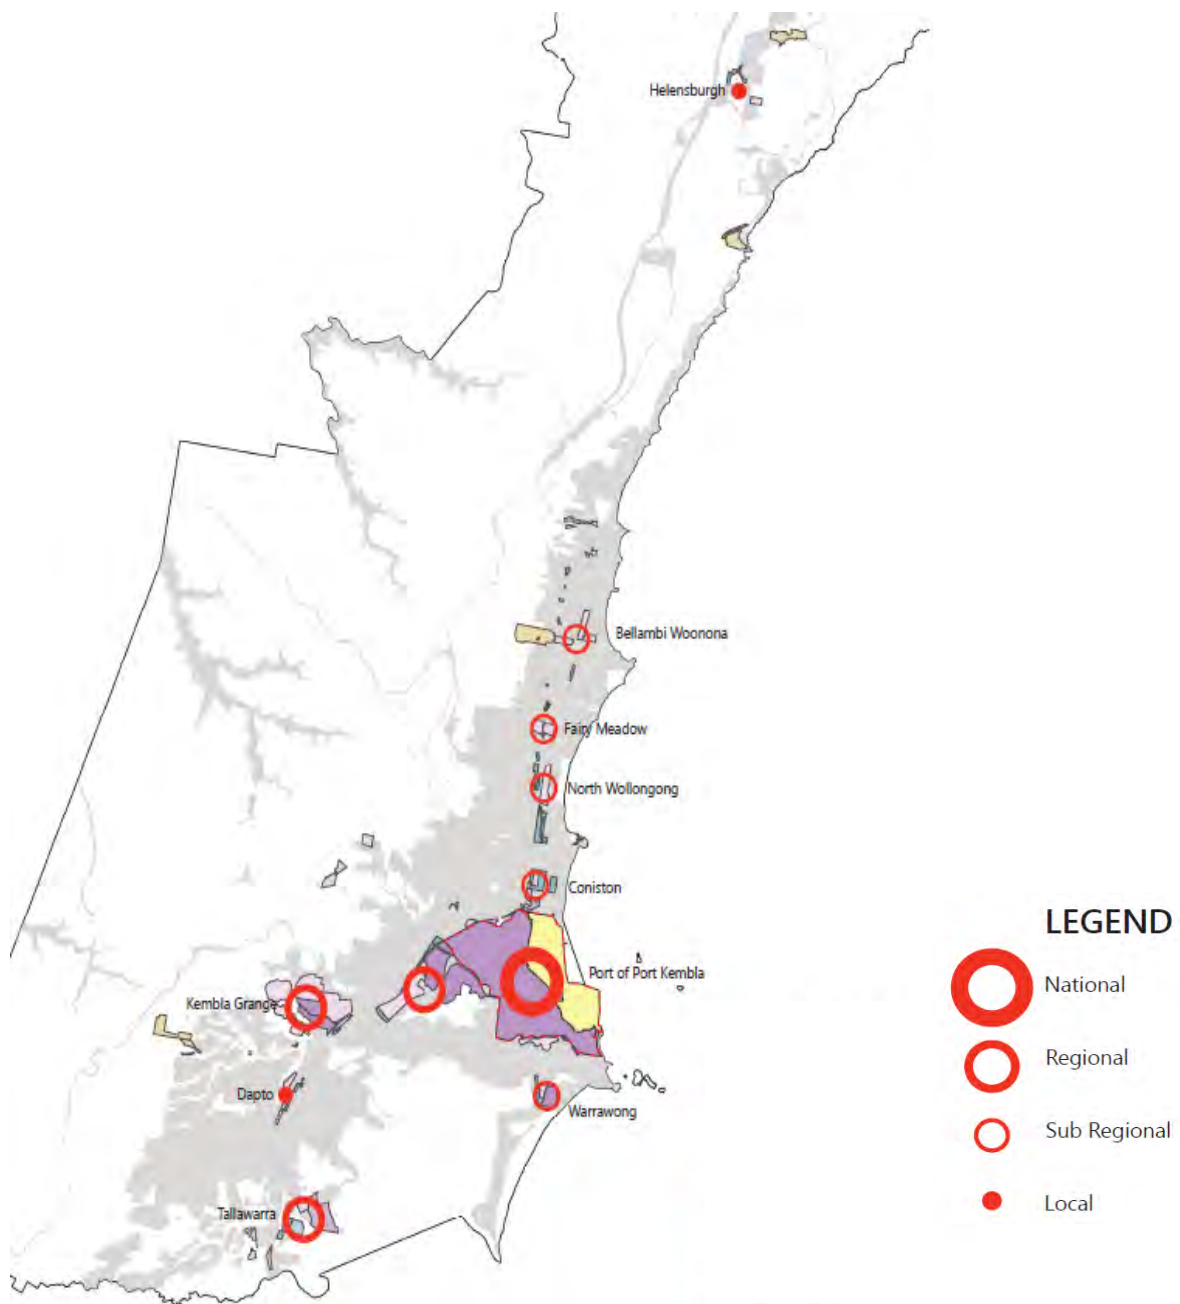 Helensburgh
Bellambi Woonona
Fairy Meadow
North Wollongong
Coniston
Port of Port Kembla
Kembla Grange
Dapto
Warrawong
Tallawarra
LEGEND
National
Regional
Sub Regional
Local